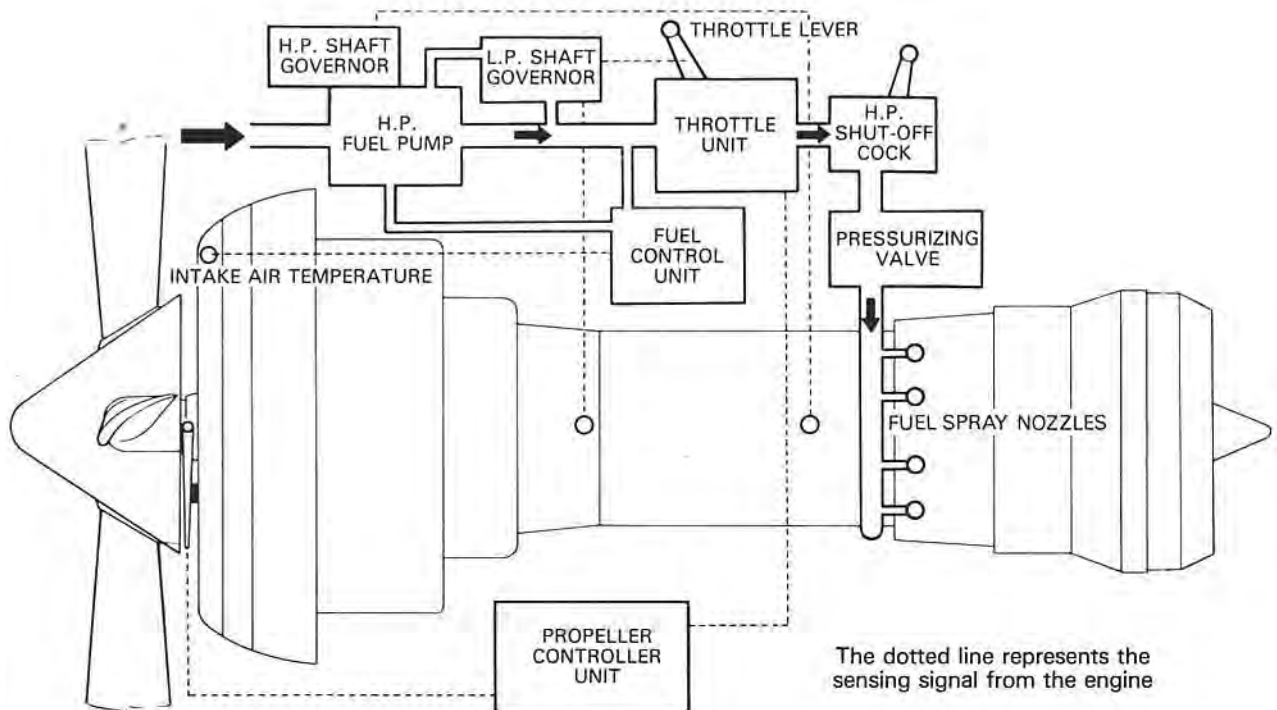 H.P. SHAFT
GOVERNOR
L.P. SHAFT
GOVERNOR
THROTTLE LEVER
H.P.
FUEL PUMP
THROTTLE
UNIT
H.P.
SHUT-OFF
COCK
FUEL
CONTROL
UNIT
PRESSURIZING
VALVE
INTAKE AIR TEMPERATURE
FUEL SPRAY NOZZLES
PROPELLER
CONTROLLER
UNIT
The dotted line represents the
sensing signal from the engine